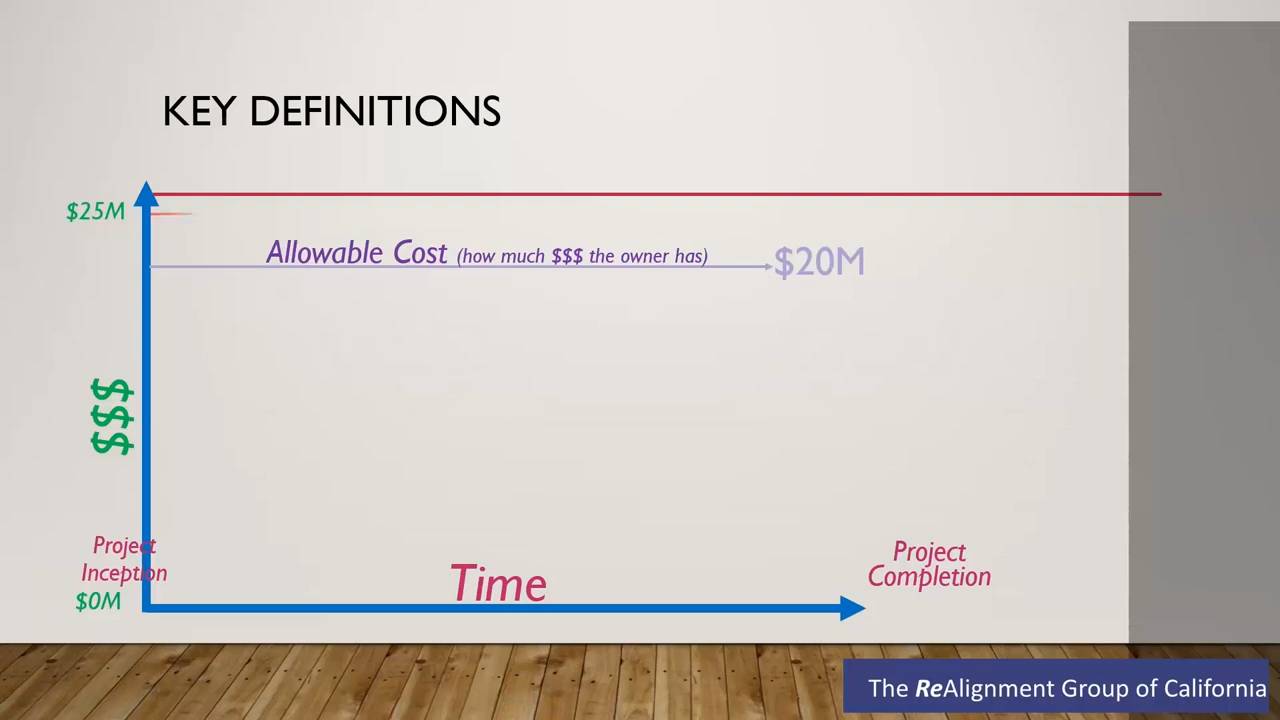 KEY DEFINITIONS
$25M
Allowable Cost (how much $$$ the owner has)
$20M
$$$
Project
Inception
$0M
Time
Project
Completion
The ReAlignment Group of California